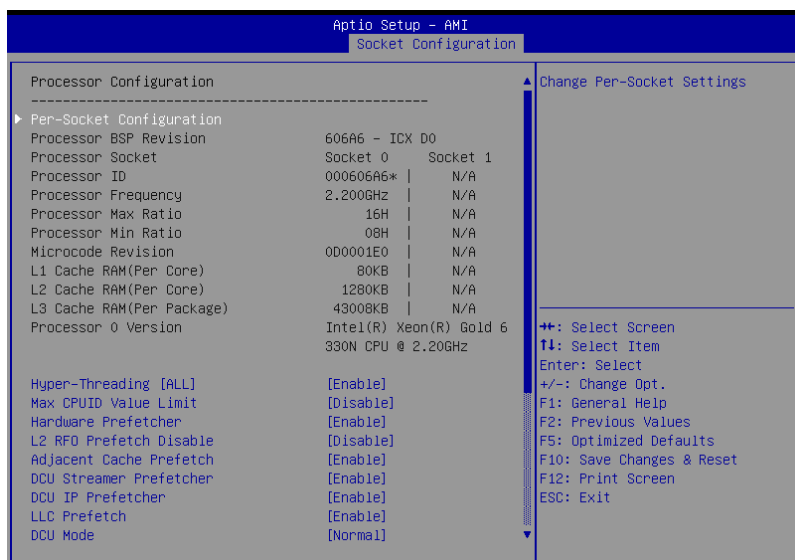 Aptio Setup – AMI
Socket Configuration
Processor Configuration
--------------------------------------------------
Per-Socket Configuration
Processor BSP Revision 606A6 - ICX D0
Processor Socket Socket 0 Socket 1
Processor ID 000606A6* | N/A
Processor Frequency 2.200GHz | N/A
Processor Max Ratio 16H | N/A
Processor Min Ratio 08H | N/A
Microcode Revision 0D0001E0 | N/A
L1 Cache RAM(Per Core) 80KB | N/A
L2 Cache RAM(Per Core) 1280KB | N/A
L3 Cache RAM(Per Package) 43008KB | N/A
Processor 0 Version Intel(R) Xeon(R) Gold 6
330N CPU @ 2.20GHz
Hyper-Threading [ALL] [Enable]
Max CPUID Value Limit [Disable]
Hardware Prefetcher [Enable]
L2 RFO Prefetch Disable [Disable]
Adjacent Cache Prefetch [Enable]
DCU Streamer Prefetcher [Enable]
DCU IP Prefetcher [Enable]
LLC Prefetch [Enable]
DCU Mode [Normal]
Change Per-Socket Settings
→←: Select Screen
↑↓: Select Item
Enter: Select
+/-: Change Opt.
F1: General Help
F2: Previous Values
F5: Optimized Defaults
F10: Save Changes & Reset
F12: Print Screen
ESC: Exit